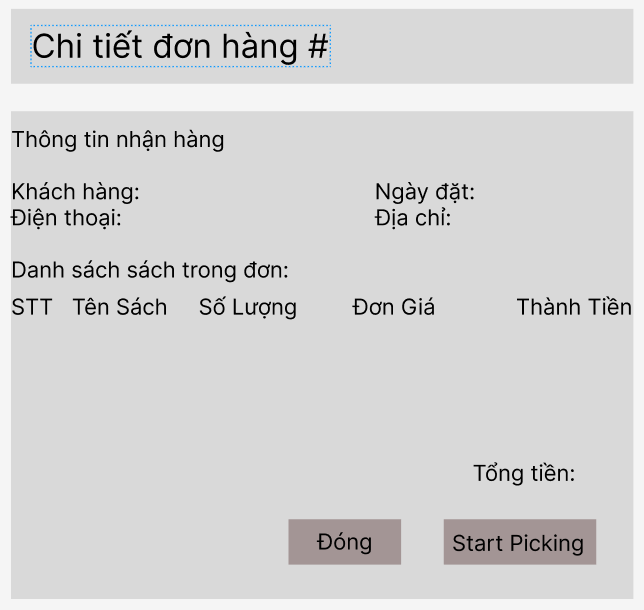 Chi tiết đơn hàng #
Thông tin nhận hàng
Khách hàng: Ngày đặt:
Điện thoại: Địa chỉ:
Danh sách sách trong đơn:
STT Tên Sách Số Lượng Đơn Giá Thành Tiền
Tổng tiền:
Đóng Start Picking